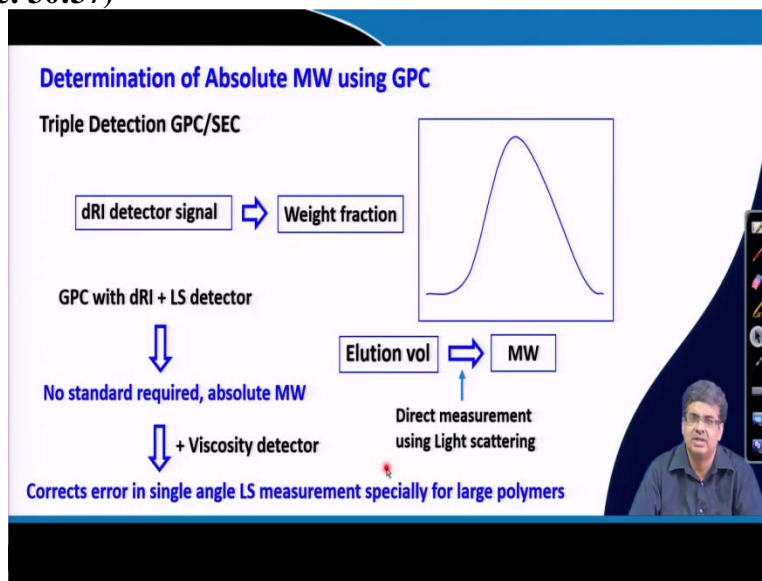 Determination of Absolute MW using GPC
Triple Detection GPC/SEC
dRI detector signal
Weight fraction
GPC with dRI + LS detector
Elution vol
MW
No standard required, absolute MW
Direct measurement
using Light scattering
+ Viscosity detector
Corrects error in single angle LS measurement specially for large polymers